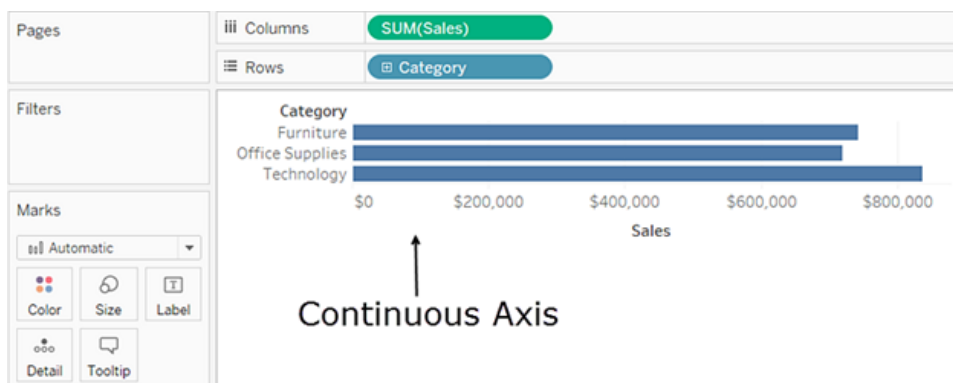 Pages
Columns
SUM(Sales)
Rows
Category
Filters
Category
Furniture
Office Supplies
Technology
$0
$200,000
$400,000
$600,000
$800,000
Sales
Continuous Axis
Marks
Automatic
Color
Size
T
Label
Detail
Tooltip